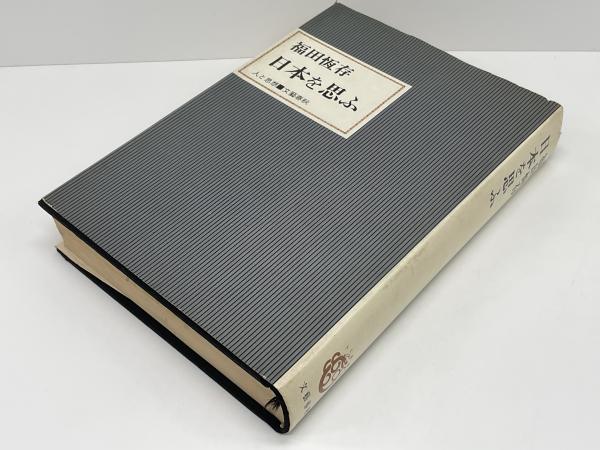 福田恆存
日本を思ふ
人と思想■文藝春秋
日本を思ふ